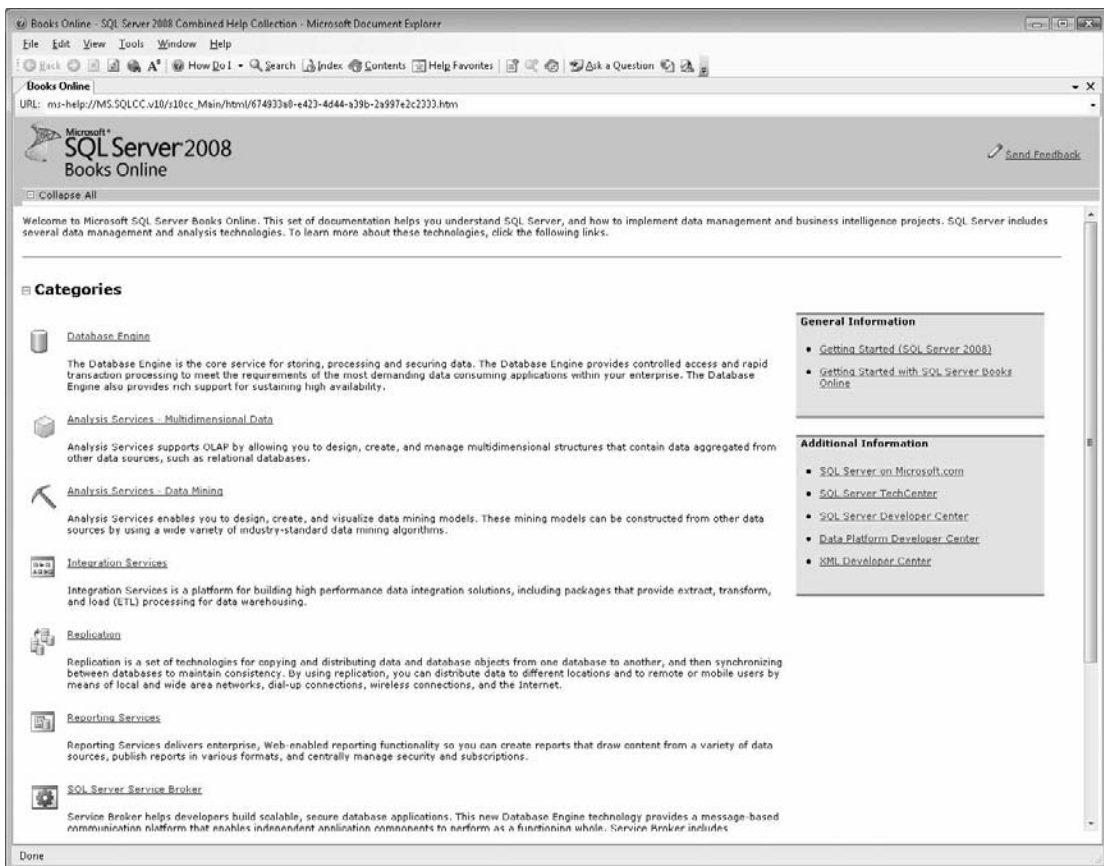 Books Online - SQL Server 2008 Combined Help Collection - Microsoft Document Explorer
File Edit View Tools Window Help
Back A How Do I Search Index Contents Help Favorites Ask a Question
Books Online
URL: ms-help://MS.SQLCC.v10/s10cc_Main/html/674933a8-e423-4d44-a39b-2a997e2c2333.htm
Microsoft
SQL Server 2008
Books Online
Send Feedback
Collapse All
Welcome to Microsoft SQL Server Books Online. This set of documentation helps you understand SQL Server, and how to implement data management and business intelligence projects. SQL Server includes
several data management and analysis technologies. To learn more about these technologies, click the following links.
Categories
Database Engine
The Database Engine is the core service for storing, processing and securing data. The Database Engine provides controlled access and rapid
transaction processing to meet the requirements of the most demanding data consuming applications within your enterprise. The Database
Engine also provides rich support for sustaining high availability.
Analysis Services - Multidimensional Data
Analysis Services supports OLAP by allowing you to design, create, and manage multidimensional structures that contain data aggregated from
other data sources, such as relational databases.
Analysis Services - Data Mining
Analysis Services enables you to design, create, and visualize data mining models. These mining models can be constructed from other data
sources by using a wide variety of industry-standard data mining algorithms.
Integration Services
Integration Services is a platform for building high performance data integration solutions, including packages that provide extract, transform,
and load (ETL) processing for data warehousing.
Replication
Replication is a set of technologies for copying and distributing data and database objects from one database to another, and then synchronizing
between databases to maintain consistency. By using replication, you can distribute data to different locations and to remote or mobile users by
means of local and wide area networks, dial-up connections, wireless connections, and the Internet.
Reporting Services
Reporting Services delivers enterprise, Web-enabled reporting functionality so you can create reports that draw content from a variety of data
sources, publish reports in various formats, and centrally manage security and subscriptions.
SQL Server Service Broker
Service Broker helps developers build scalable, secure database applications. This new Database Engine technology provides a message-based
communication platform that enables independent application components to perform as a functioning whole. Service Broker includes
General Information
Getting Started (SQL Server 2008)
Getting Started with SQL Server Books
Online
Additional Information
SQL Server on Microsoft.com
SQL Server TechCenter
SQL Server Developer Center
Data Platform Developer Center
XML Developer Center
Done